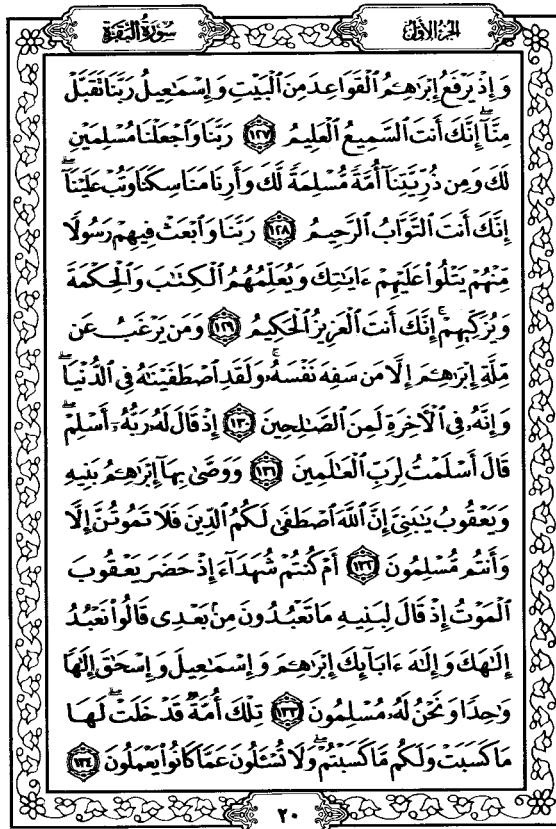 سُورَةُ البَقَرَةِ الجُزْءُ الأَوَّلُ
وَإِذْ يَرْفَعُ إِبْرَٰهِـۧمُ ٱلْقَوَاعِدَ مِنَ ٱلْبَيْتِ وَإِسْمَٰعِيلُ رَبَّنَا تَقَبَّلْ
مِنَّآ ۖ إِنَّكَ أَنتَ ٱلسَّمِيعُ ٱلْعَلِيمُ ١٢٧ رَبَّنَا وَٱجْعَلْنَا مُسْلِمَيْنِ
لَكَ وَمِن ذُرِّيَّتِنَآ أُمَّةً مُّسْلِمَةً لَّكَ وَأَرِنَا مَنَاسِكَنَا وَتُبْ عَلَيْنَآ ۖ
إِنَّكَ أَنتَ ٱلتَّوَّابُ ٱلرَّحِيمُ ١٢٨ رَبَّنَا وَٱبْعَثْ فِيهِمْ رَسُولًا
مِّنْهُمْ يَتْلُوا۟ عَلَيْهِمْ ءَايَٰتِكَ وَيُعَلِّمُهُمُ ٱلْكِتَٰبَ وَٱلْحِكْمَةَ
وَيُزَكِّيهِمْ ۚ إِنَّكَ أَنتَ ٱلْعَزِيزُ ٱلْحَكِيمُ ١٢٩ وَمَن يَرْغَبُ عَن
مِّلَّةِ إِبْرَٰهِـۧمَ إِلَّا مَن سَفِهَ نَفْسَهُۥ ۚ وَلَقَدِ ٱصْطَفَيْنَٰهُ فِى ٱلدُّنْيَا ۖ
وَإِنَّهُۥ فِى ٱلْءَاخِرَةِ لَمِنَ ٱلصَّٰلِحِينَ ١٣٠ إِذْ قَالَ لَهُۥ رَبُّهُۥٓ أَسْلِمْ ۖ
قَالَ أَسْلَمْتُ لِرَبِّ ٱلْعَٰلَمِينَ ١٣١ وَوَصَّىٰ بِهَآ إِبْرَٰهِـۧمُ بَنِيهِ
وَيَعْقُوبُ يَٰبَنِىَّ إِنَّ ٱللَّهَ ٱصْطَفَىٰ لَكُمُ ٱلدِّينَ فَلَا تَمُوتُنَّ إِلَّا
وَأَنتُم مُّسْلِمُونَ ١٣٢ أَمْ كُنتُمْ شُهَدَآءَ إِذْ حَضَرَ يَعْقُوبَ
ٱلْمَوْتُ إِذْ قَالَ لِبَنِيهِ مَا تَعْبُدُونَ مِنۢ بَعْدِى قَالُوا۟ نَعْبُدُ
إِلَٰهَكَ وَإِلَٰهَ ءَابَآئِكَ إِبْرَٰهِـۧمَ وَإِسْمَٰعِيلَ وَإِسْحَٰقَ إِلَٰهًا
وَٰحِدًا وَنَحْنُ لَهُۥ مُسْلِمُونَ ١٣٣ تِلْكَ أُمَّةٌ قَدْ خَلَتْ ۖ لَهَا
مَا كَسَبَتْ وَلَكُم مَّا كَسَبْتُمْ ۖ وَلَا تُسْـَٔلُونَ عَمَّا كَانُوا۟ يَعْمَلُونَ ١٣٤
٢٠